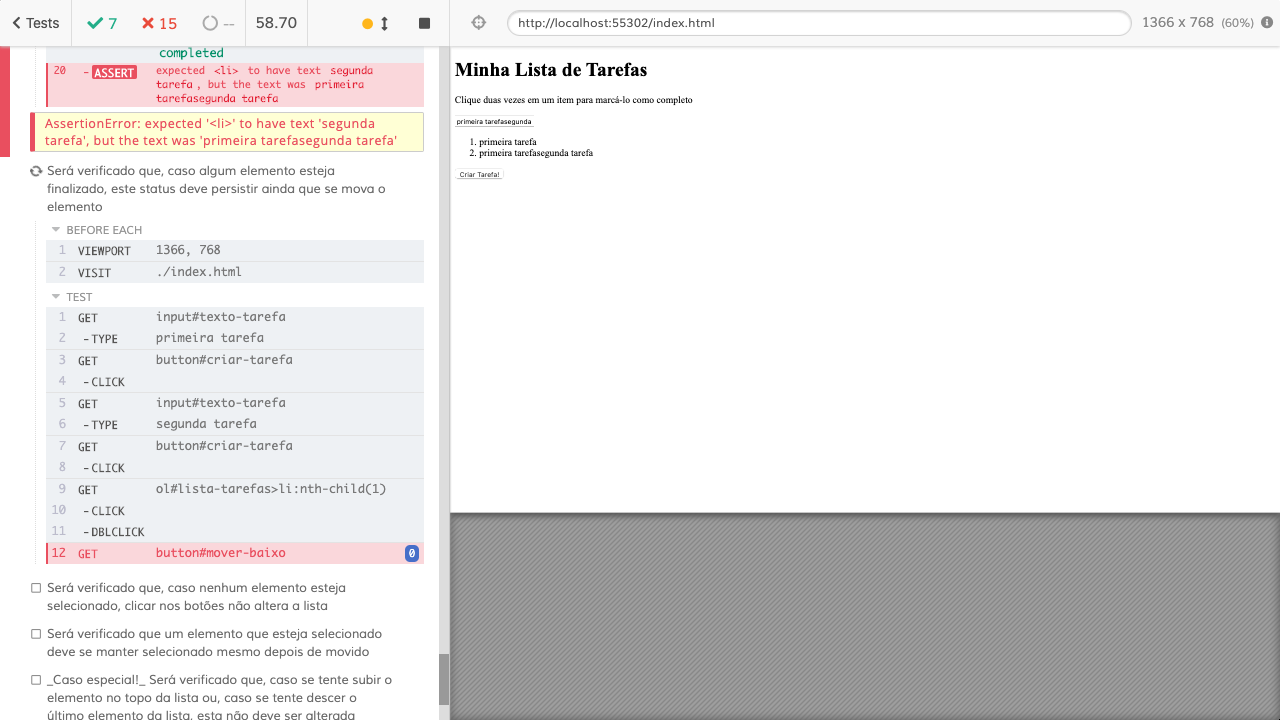 Tests
7
15
--
58.70
http://localhost:55302/index.html
1366 x 768 (60%)
completed
20 -ASSERT expected <li> to have text segunda
tarefa, but the text was primeira
tarefasegunda tarefa
AssertionError: expected '<li>' to have text 'segunda
tarefa', but the text was 'primeira tarefasegunda tarefa'
Será verificado que, caso algum elemento esteja
finalizado, este status deve persistir ainda que se mova o
elemento
BEFORE EACH
1 VIEWPORT 1366, 768
2 VISIT ./index.html
TEST
1 GET input#texto-tarefa
2 -TYPE primeira tarefa
3 GET button#criar-tarefa
4 -CLICK
5 GET input#texto-tarefa
6 -TYPE segunda tarefa
7 GET button#criar-tarefa
8 -CLICK
9 GET ol#lista-tarefas>li:nth-child(1)
10 -CLICK
11 -DBLCLICK
12 GET button#mover-baixo 0
Será verificado que, caso nenhum elemento esteja
selecionado, clicar nos botões não altera a lista
Será verificado que um elemento que esteja selecionado
deve se manter selecionado mesmo depois de movido
_Caso especial!_ Será verificado que, caso se tente subir o
elemento no topo da lista ou, caso se tente descer o
último elemento da lista, esta não deve ser alterada
Minha Lista de Tarefas
Clique duas vezes em um item para marcá-lo como completo
primeira tarefasegunda
1. primeira tarefa
2. primeira tarefasegunda tarefa
Criar Tarefa!